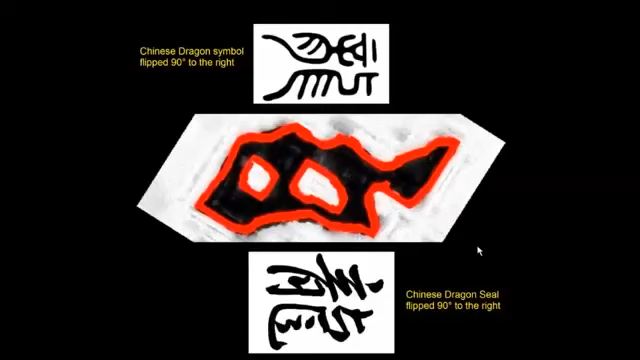 Chinese Dragon symbol
flipped 90° to the right
Chinese Dragon Seal
flipped 90° to the right